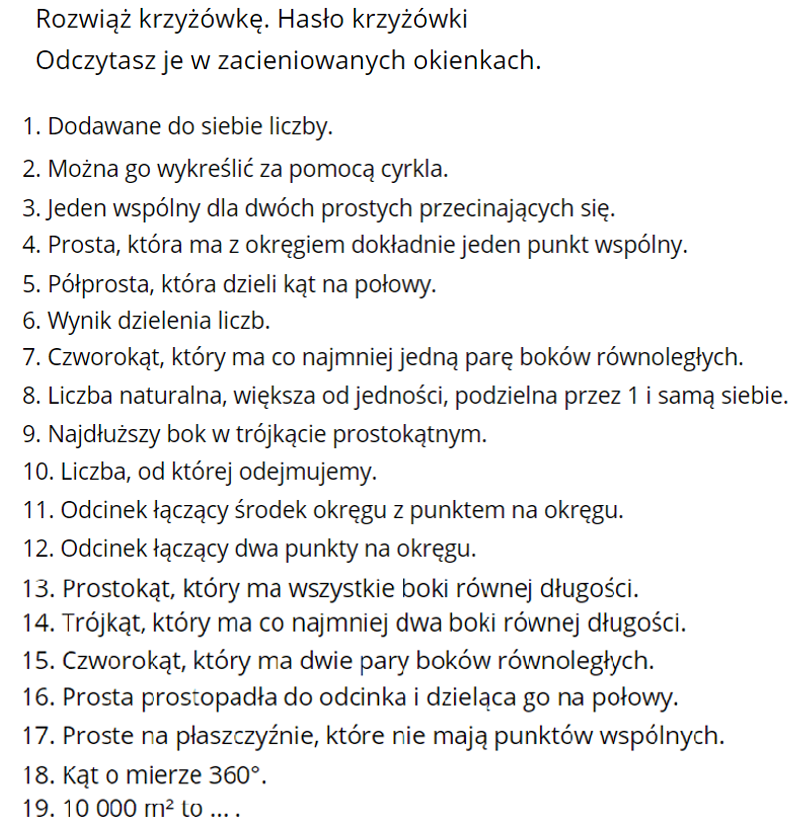 Rozwiąż krzyżówkę. Hasło krzyżówki
Odczytasz je w zacieniowanych okienkach.
1. Dodawane do siebie liczby.
2. Można go wykreślić za pomocą cyrkla.
3. Jeden wspólny dla dwóch prostych przecinających się.
4. Prosta, która ma z okręgiem dokładnie jeden punkt wspólny.
5. Półprosta, która dzieli kąt na połowy.
6. Wynik dzielenia liczb.
7. Czworokąt, który ma co najmniej jedną parę boków równoległych.
8. Liczba naturalna, większa od jedności, podzielna przez 1 i samą siebie.
9. Najdłuższy bok w trójkącie prostokątnym.
10. Liczba, od której odejmujemy.
11. Odcinek łączący środek okręgu z punktem na okręgu.
12. Odcinek łączący dwa punkty na okręgu.
13. Prostokąt, który ma wszystkie boki równej długości.
14. Trójkąt, który ma co najmniej dwa boki równej długości.
15. Czworokąt, który ma dwie pary boków równoległych.
16. Prosta prostopadła do odcinka i dzieląca go na połowy.
17. Proste na płaszczyźnie, które nie mają punktów wspólnych.
18. Kąt o mierze 360°.
19. 10 000 m² to ... .